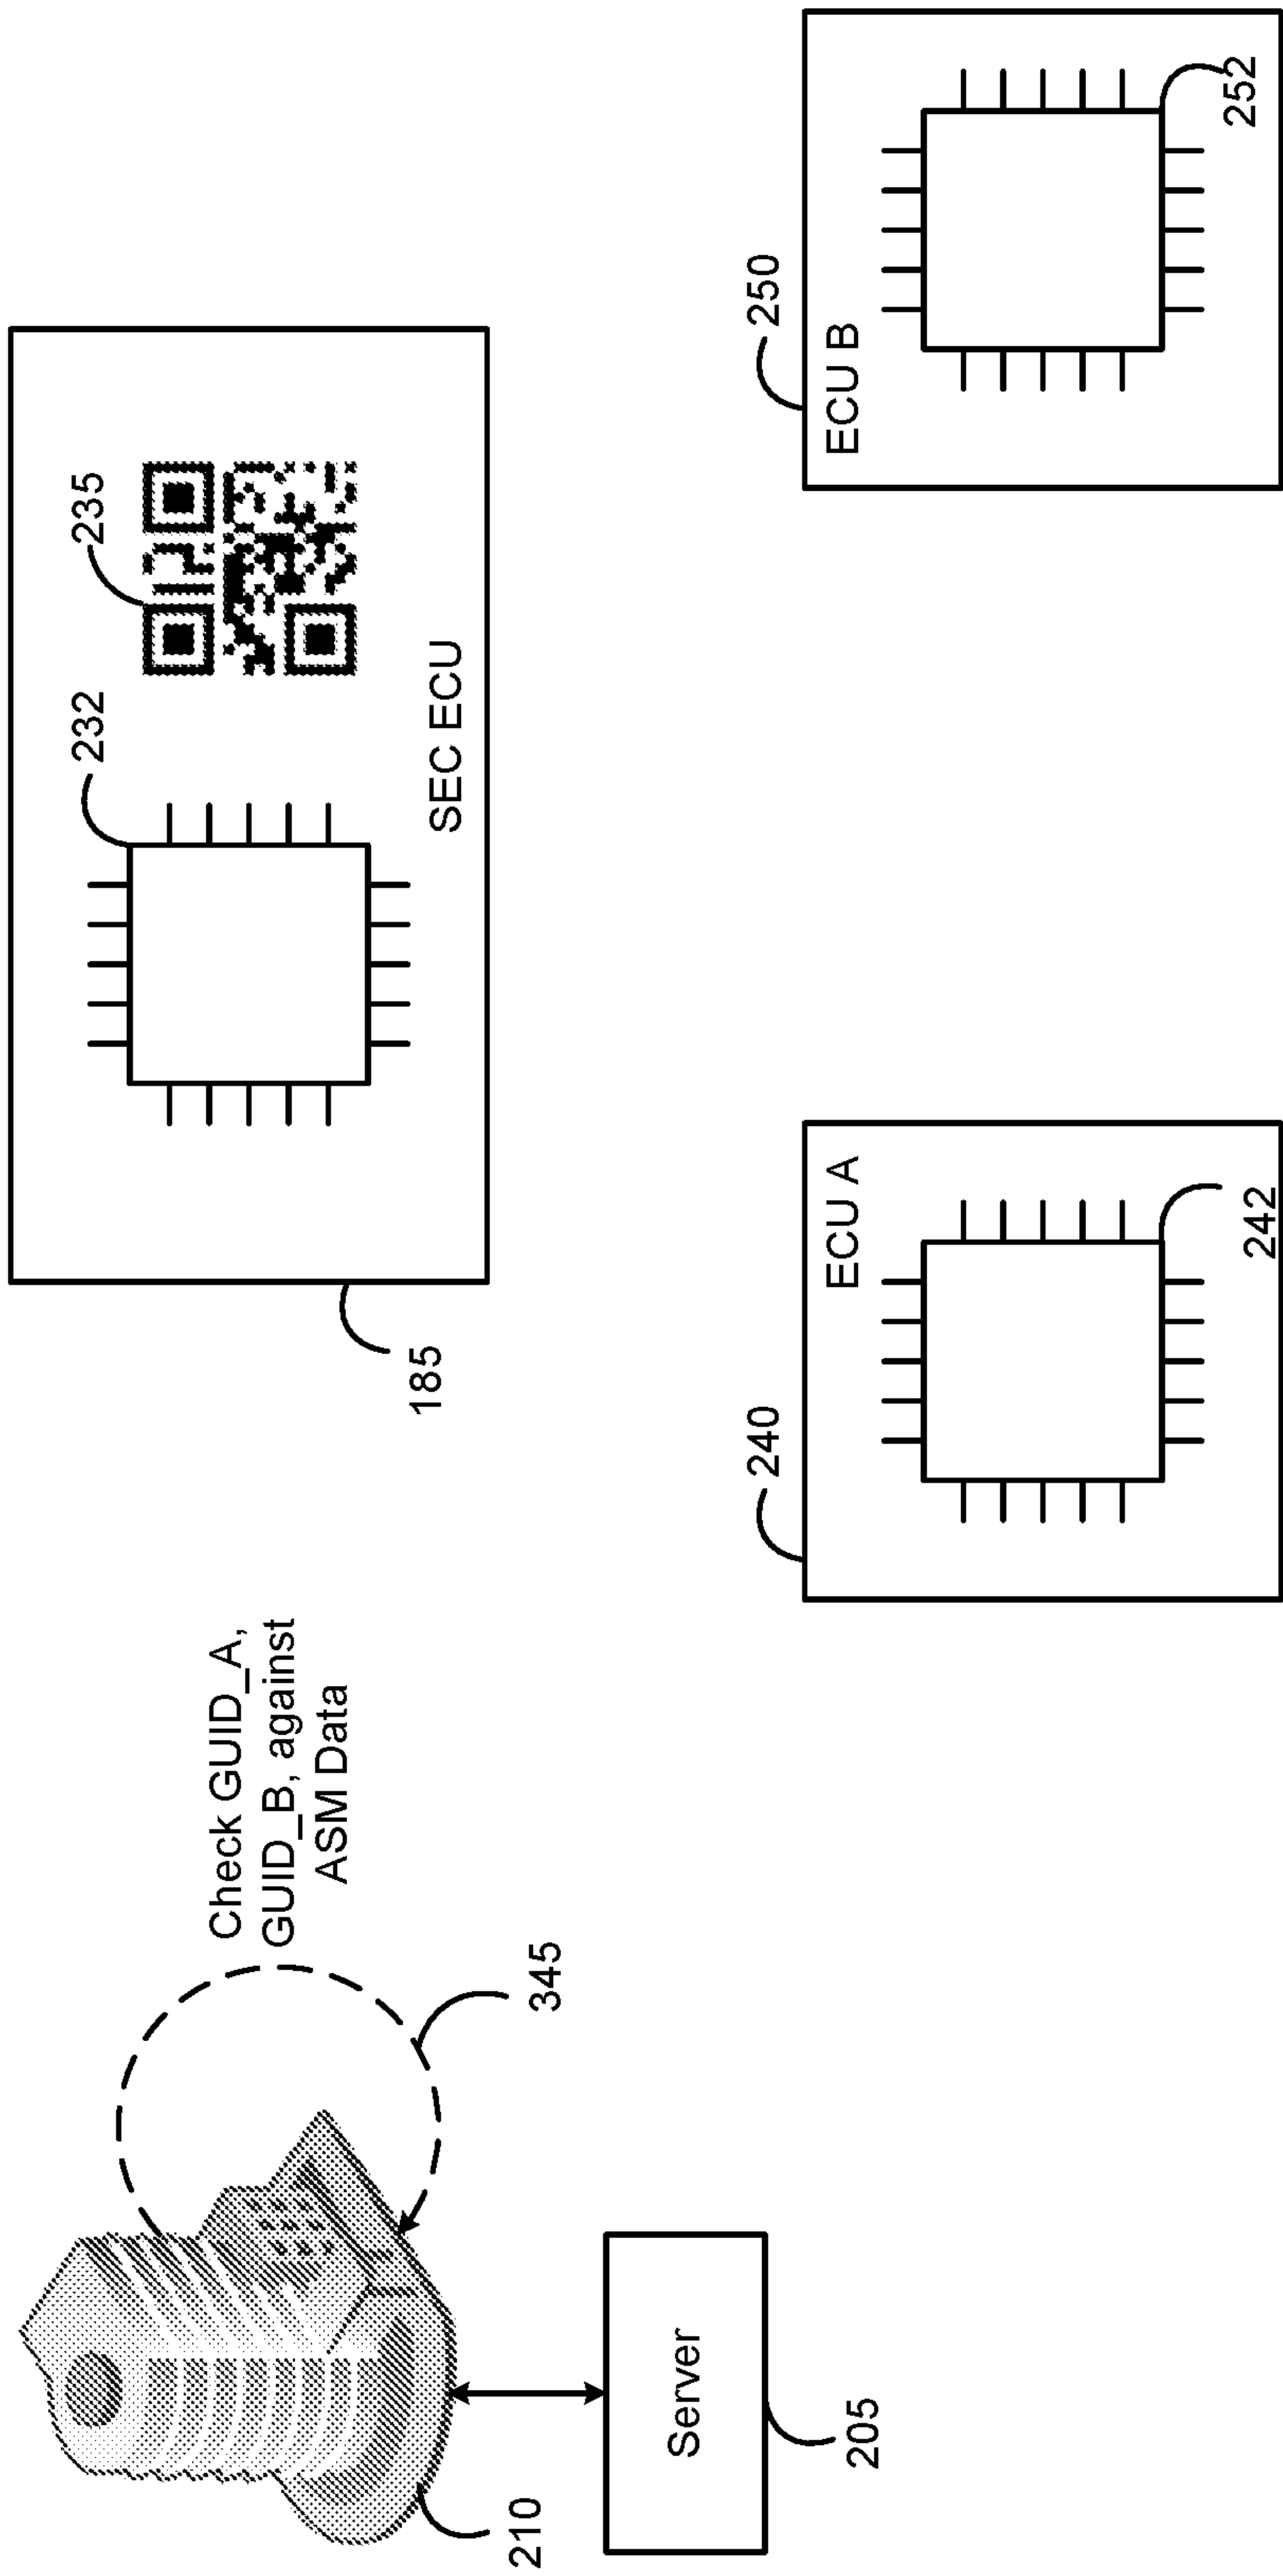 Check GUID_A,
GUID_B, against
ASM Data
345
210
Server
205
232
235
SEC ECU
185
240
ECU A
242
250
ECU B
252